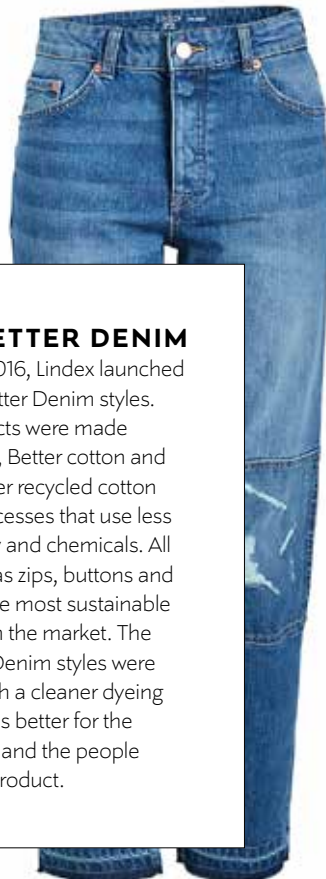 ETTER DENIM
016, Lindex launched
tter Denim styles.
cts were made
, Better cotton and
er recycled cotton
cesses that use less
y and chemicals. All
as zips, buttons and
e most sustainable
n the market. The
Denim styles were
h a cleaner dyeing
s better for the
and the people
roduct.